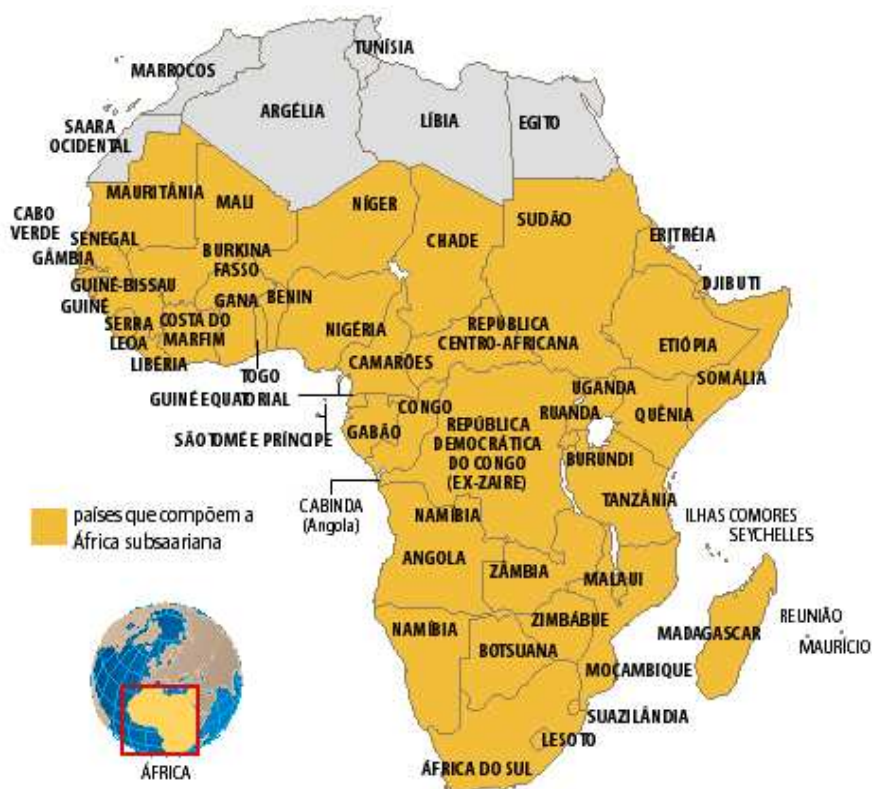 TUNÍSIA
MARROCOS
ARGÉLIA
LÍBIA
EGITO
SAARA
OCIDENTAL
MAURITÂNIA
MALI
NÍGER
SUDÃO
CHADE
CABO
VERDE
SENEGAL
GÂMBIA
ERITRÉIA
BURKINA
FASSO
GUINÉ-BISSAU
GUINÉ
DJIBUTI
GANA
BENIN
SERRA
LEOA
COSTA DO
MARFIM
NIGÉRIA
REPÚBLICA
CENTRO-AFRICANA
ETIÓPIA
LIBÉRIA
CAMARÕES
SOMÁLIA
TOGO
UGANDA
GUINÉ EQUATORIAL
CONGO
RUANDA
QUÊNIA
GABÃO
REPÚBLICA
DEMOCRÁTICA
DO CONGO
(EX-ZAIRE)
SÃO TOMÉ E PRÍNCIPE
BURUNDI
CABINDA
(Angola)
TANZÂNIA
NAMÍBIA
países que compõem a
África subsaariana
ILHAS COMORES
SEYCHELLES
ANGOLA
ZÂMBIA
MALAUI
REUNIÃO
ZIMBÁBUE
NAMÍBIA
MADAGASCAR
MAURÍCIO
BOTSUANA
MOÇAMBIQUE
SUAZILÂNDIA
LESOTO
ÁFRICA DO SUL
ÁFRICA